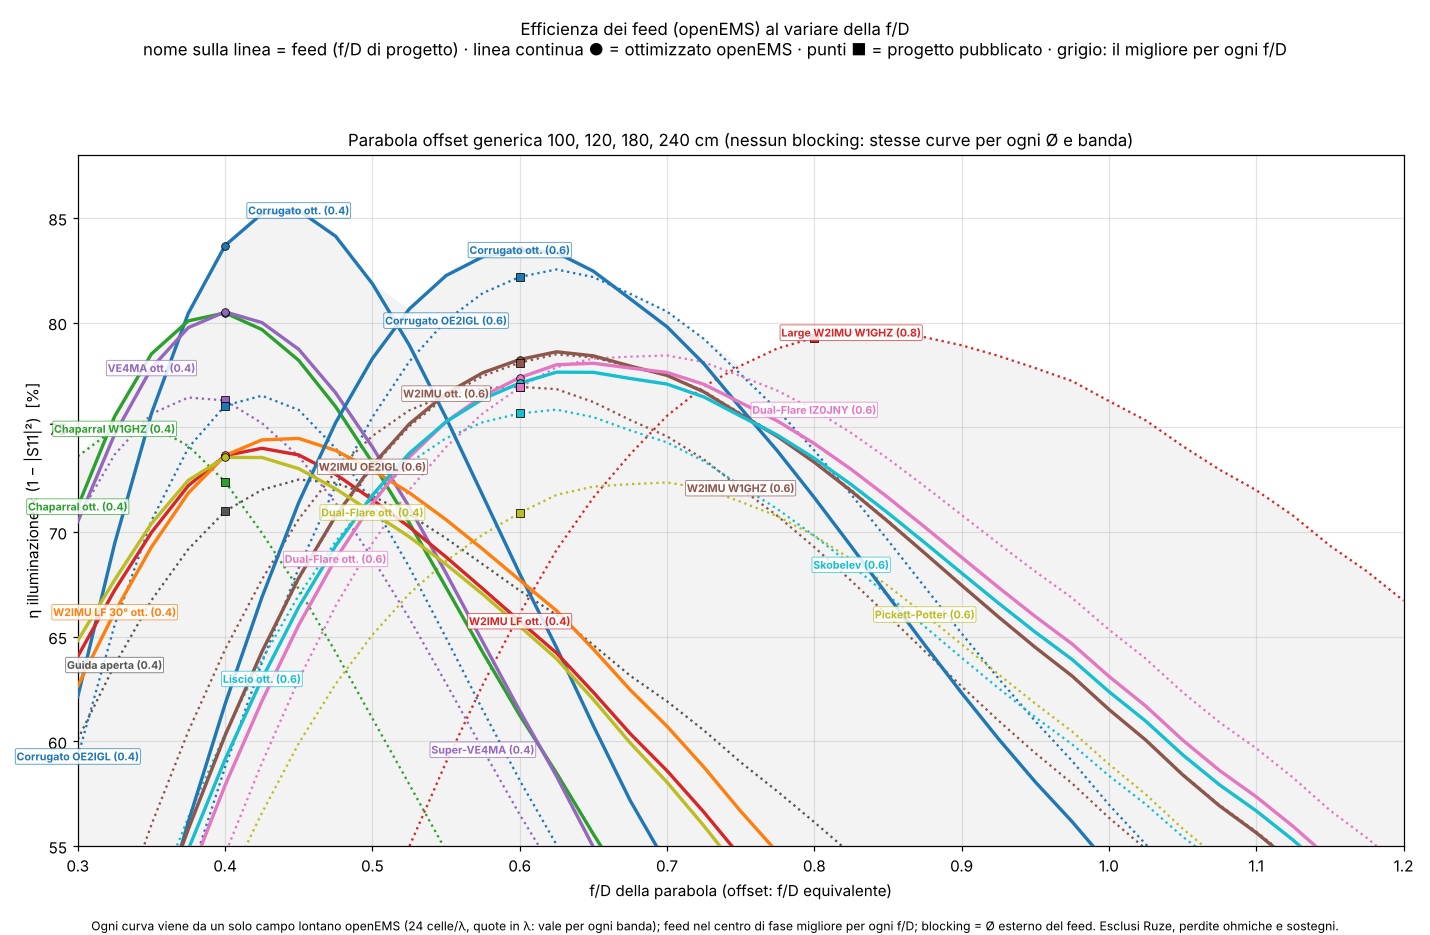 Efficienza dei feed (openEMS) al variare della f/D
nome sulla linea = feed (f/D di progetto) · linea continua ● = ottimizzato openEMS · punti ■ = progetto pubblicato · grigio: il migliore per ogni f/D
Parabola offset generica 100, 120, 180, 240 cm (nessun blocking: stesse curve per ogni Ø e banda)
η illuminazione (1 − |S11|²) [%]
85
80
70
65
60
55
Corrugato ott. (0.4)
Corrugato ott. (0.6)
Corrugato OE2IGL (0.6)
Large W2IMU W1GHZ (0.8)
VE4MA ott. (0.4)
W2IMU ott. (0.6)
Dual-Flare IZ0JNY (0.6)
Chaparral W1GHZ (0.4)
W2IMU OE2IGL (0.6)
W2IMU W1GHZ (0.6)
Chaparral ott. (0.4)
Dual-Flare ott. (0.4)
Dual-Flare ott. (0.6)
Skobelev (0.6)
W2IMU LF 30° ott. (0.4)
W2IMU LF ott. (0.4)
Pickett-Potter (0.6)
Guida aperta (0.4)
Liscio ott. (0.6)
Super-VE4MA (0.4)
Corrugato OE2IGL (0.4)
0.3 0.4 0.5 0.6 0.7 0.8 0.9 1.0 1.1 1.2
f/D della parabola (offset: f/D equivalente)
Ogni curva viene da un solo campo lontano openEMS (24 celle/λ, quote in λ: vale per ogni banda); feed nel centro di fase migliore per ogni f/D; blocking = Ø esterno del feed. Esclusi Ruze, perdite ohmiche e sostegni.